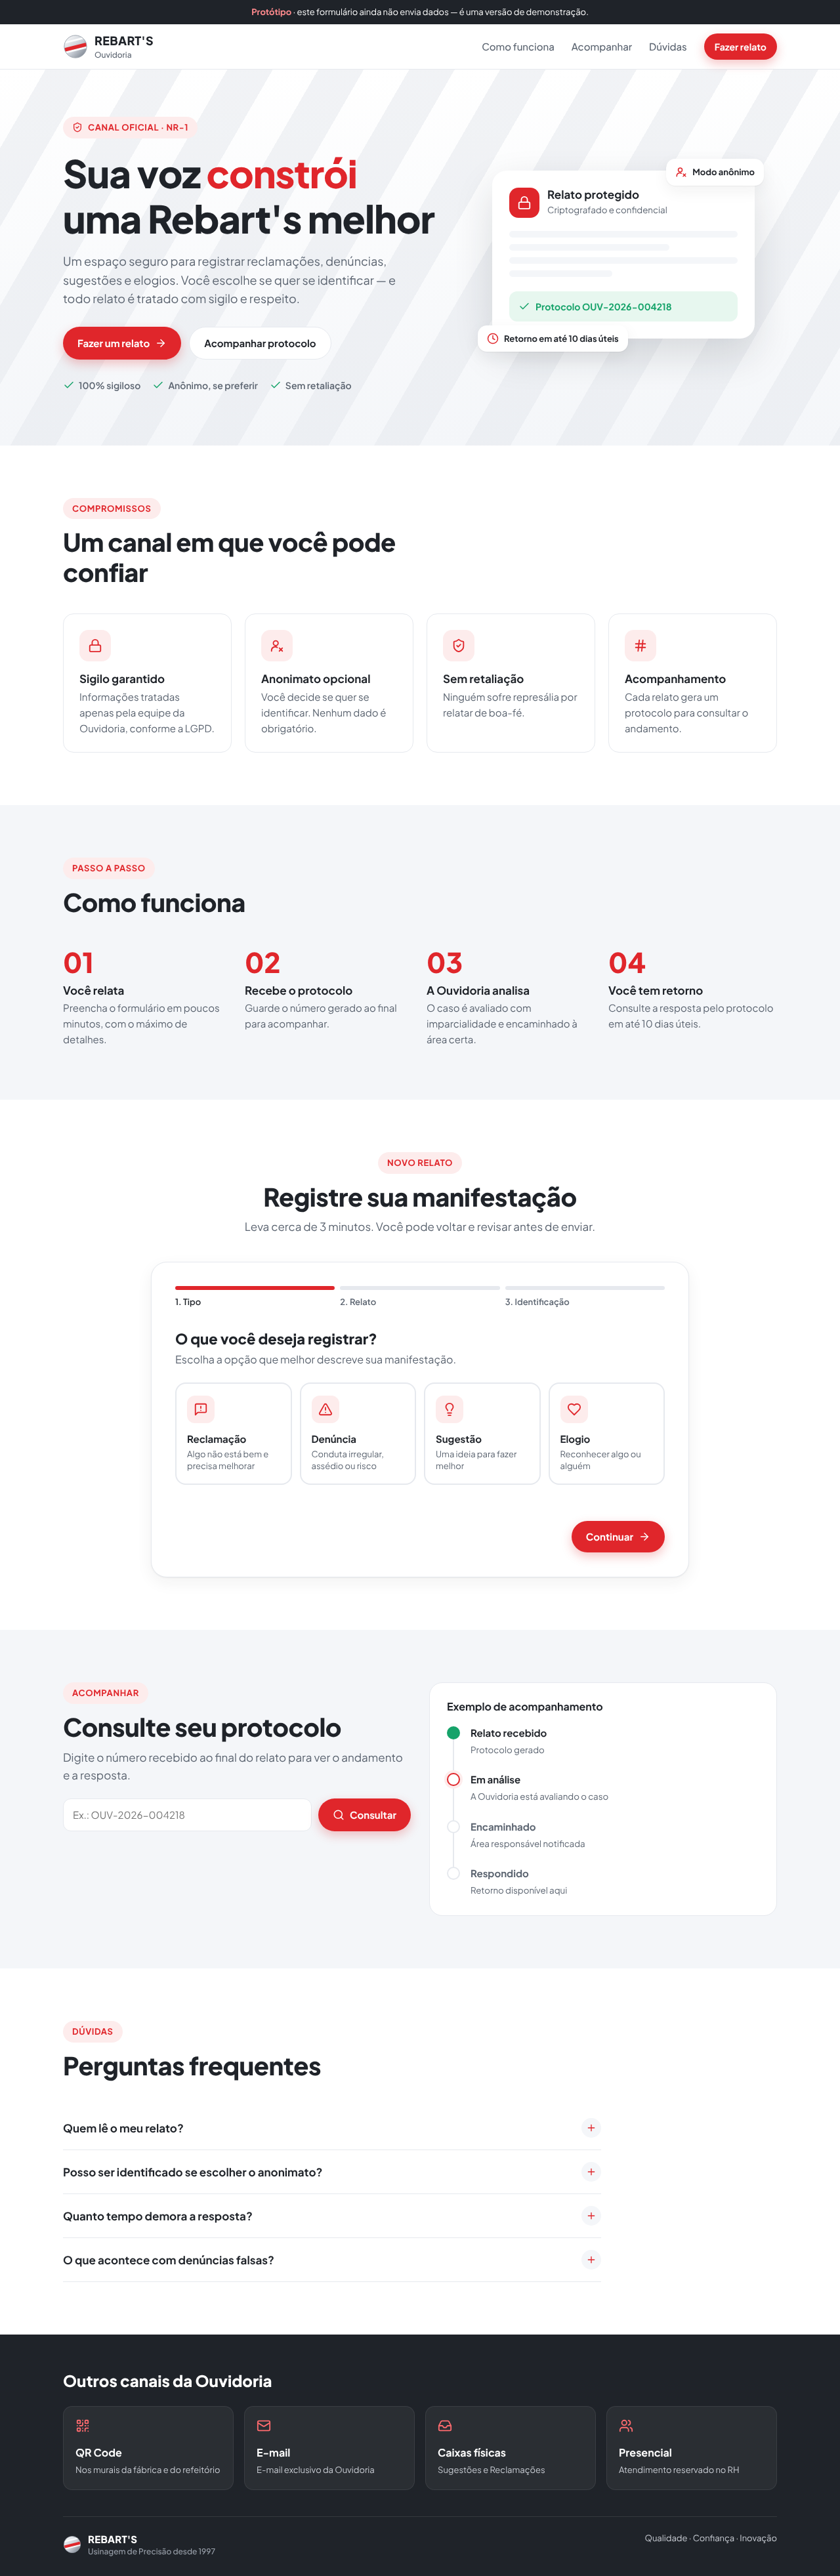 Protótipo · este formulário ainda não envia dados — é uma versão de demonstração.
REBART'S
Ouvidoria
Como funciona
Acompanhar
Dúvidas
Fazer relato
CANAL OFICIAL · NR-1
Sua voz constrói
uma Rebart's melhor
Um espaço seguro para registrar reclamações, denúncias,
sugestões e elogios. Você escolhe se quer se identificar — e
todo relato é tratado com sigilo e respeito.
Fazer um relato
Acompanhar protocolo
100% sigiloso
Anônimo, se preferir
Sem retaliação
Modo anônimo
Relato protegido
Criptografado e confidencial
Protocolo OUV-2026-004218
Retorno em até 10 dias úteis
COMPROMISSOS
Um canal em que você pode
confiar
Sigilo garantido
Informações tratadas
apenas pela equipe da
Ouvidoria, conforme a LGPD.
Anonimato opcional
Você decide se quer se
identificar. Nenhum dado é
obrigatório.
Sem retaliação
Ninguém sofre represália por
relatar de boa-fé.
Acompanhamento
Cada relato gera um
protocolo para consultar o
andamento.
PASSO A PASSO
Como funciona
01
Você relata
Preencha o formulário em poucos
minutos, com o máximo de
detalhes.
02
Recebe o protocolo
Guarde o número gerado ao final
para acompanhar.
03
A Ouvidoria analisa
O caso é avaliado com
imparcialidade e encaminhado à
área certa.
04
Você tem retorno
Consulte a resposta pelo protocolo
em até 10 dias úteis.
NOVO RELATO
Registre sua manifestação
Leva cerca de 3 minutos. Você pode voltar e revisar antes de enviar.
1. Tipo
2. Relato
3. Identificação
O que você deseja registrar?
Escolha a opção que melhor descreve sua manifestação.
Reclamação
Algo não está bem e
precisa melhorar
Denúncia
Conduta irregular,
assédio ou risco
Sugestão
Uma ideia para fazer
melhor
Elogio
Reconhecer algo ou
alguém
Continuar
ACOMPANHAR
Consulte seu protocolo
Digite o número recebido ao final do relato para ver o andamento
e a resposta.
Ex.: OUV-2026-004218
Consultar
Exemplo de acompanhamento
Relato recebido
Protocolo gerado
Em análise
A Ouvidoria está avaliando o caso
Encaminhado
Área responsável notificada
Respondido
Retorno disponível aqui
DÚVIDAS
Perguntas frequentes
Quem lê o meu relato?
Posso ser identificado se escolher o anonimato?
Quanto tempo demora a resposta?
O que acontece com denúncias falsas?
Outros canais da Ouvidoria
QR Code
Nos murais da fábrica e do refeitório
E-mail
E-mail exclusivo da Ouvidoria
Caixas físicas
Sugestões e Reclamações
Presencial
Atendimento reservado no RH
REBART'S
Usinagem de Precisão desde 1997
Qualidade · Confiança · Inovação